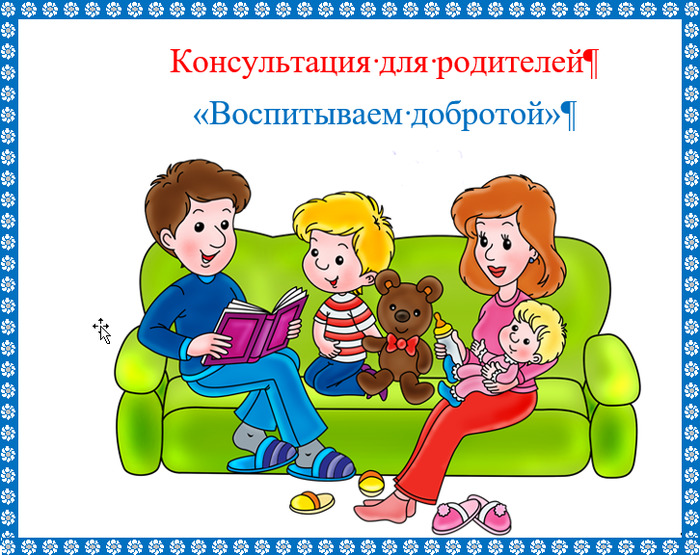 Консультация·для·родителей¶
«Воспитываем·добротой»¶